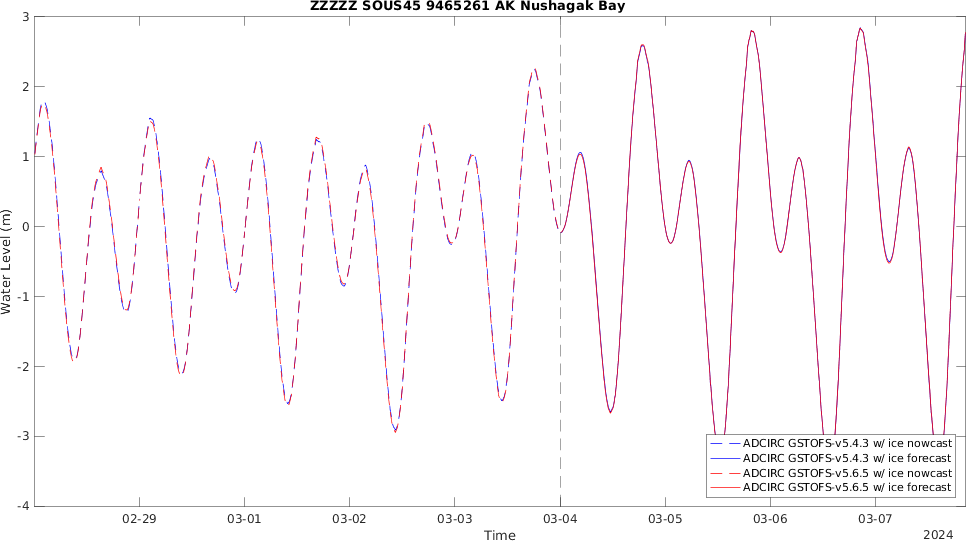 ZZZZZ SOUS45 9465261 AK Nushagak Bay
3
2
1
0
-1
-2
-3
-4
Water Level (m)
02-29
03-01
03-02
03-03
03-04
03-05
03-06
03-07
Time
2024
ADCIRC GSTOFS-v5.4.3 w/ ice nowcast
ADCIRC GSTOFS-v5.4.3 w/ ice forecast
ADCIRC GSTOFS-v5.6.5 w/ ice nowcast
ADCIRC GSTOFS-v5.6.5 w/ ice forecast